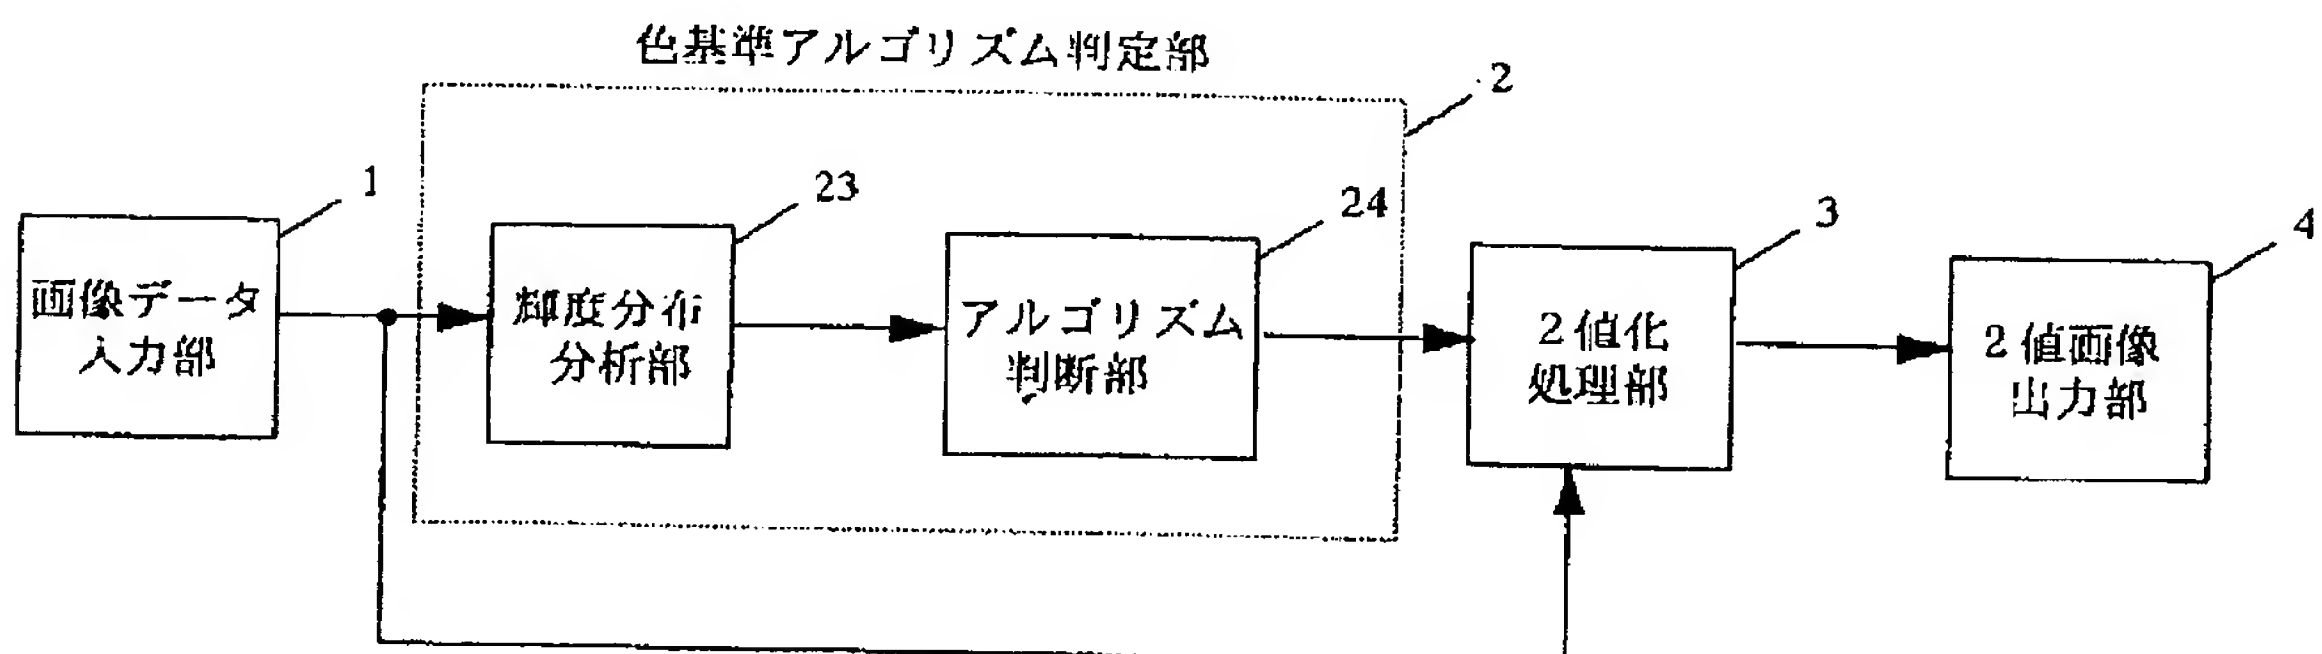 色基準アルゴリズム判定部
2
1
23
24
3
4
画像データ
入力部
輝度分布
分析部
アルゴリズム
判断部
2値化
処理部
2値画像
出力部